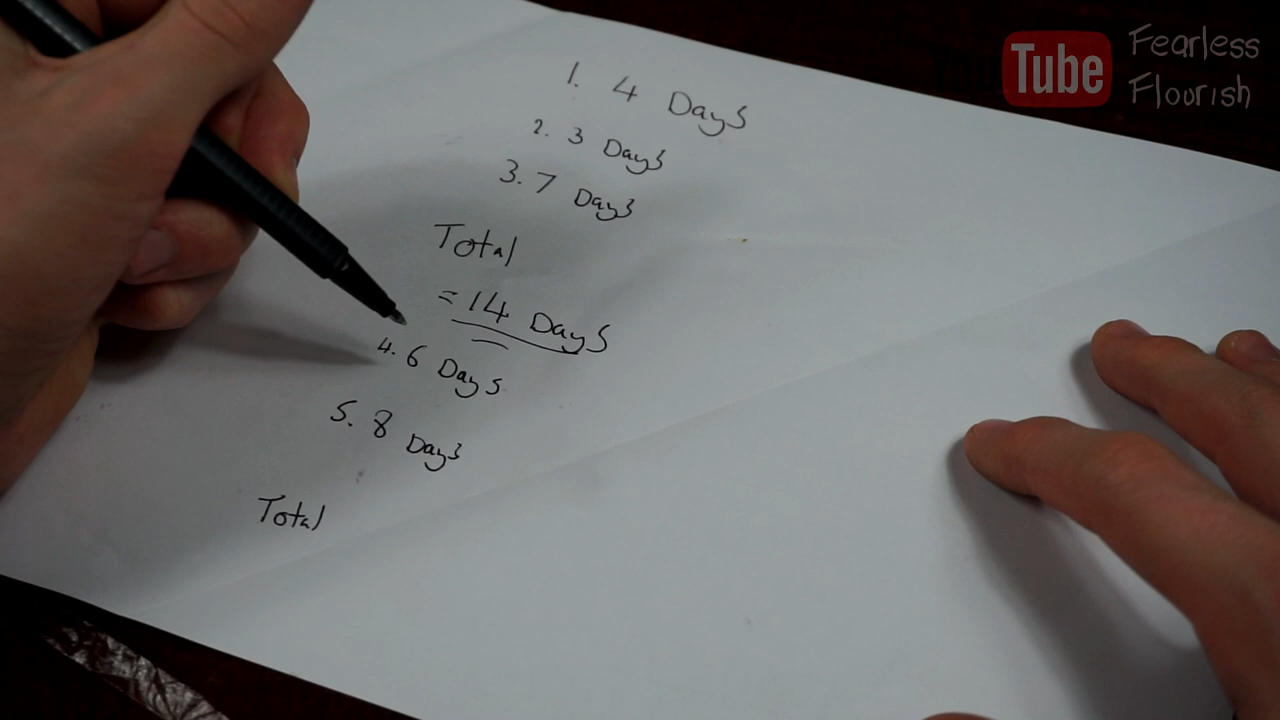 1. 4 Days
2. 3 Days
3. 7 Days
Total
= 14 Days
4. 6 Days
5. 8 Days
Total
YouTube
Fearless
Flourish